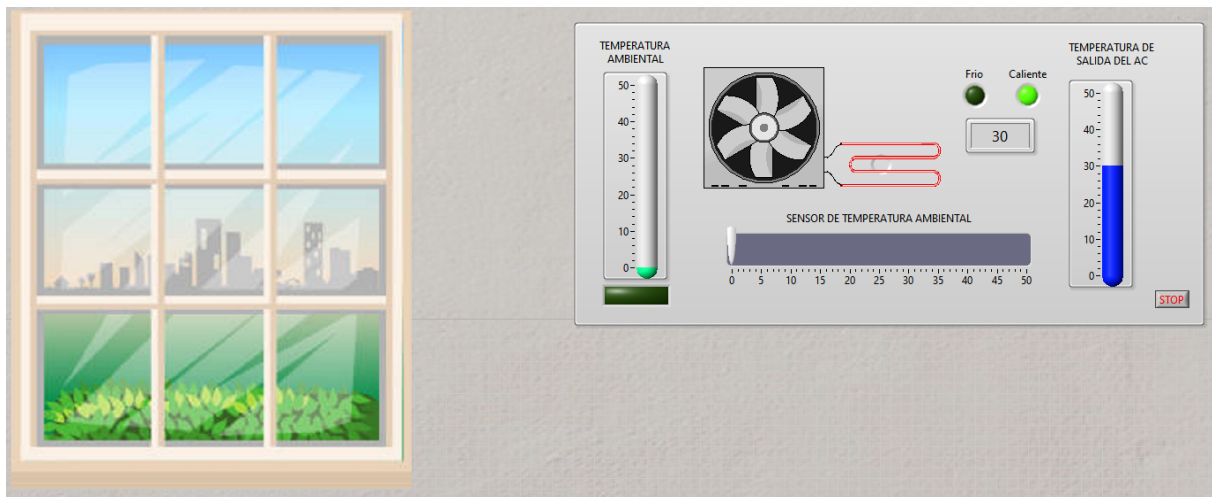 TEMPERATURA
AMBIENTAL
50
40
30
20
10
0
Frio
Caliente
30
TEMPERATURA DE
SALIDA DEL AC
50
40
30
20
10
0
SENSOR DE TEMPERATURA AMBIENTAL
0 5 10 15 20 25 30 35 40 45 50
STOP